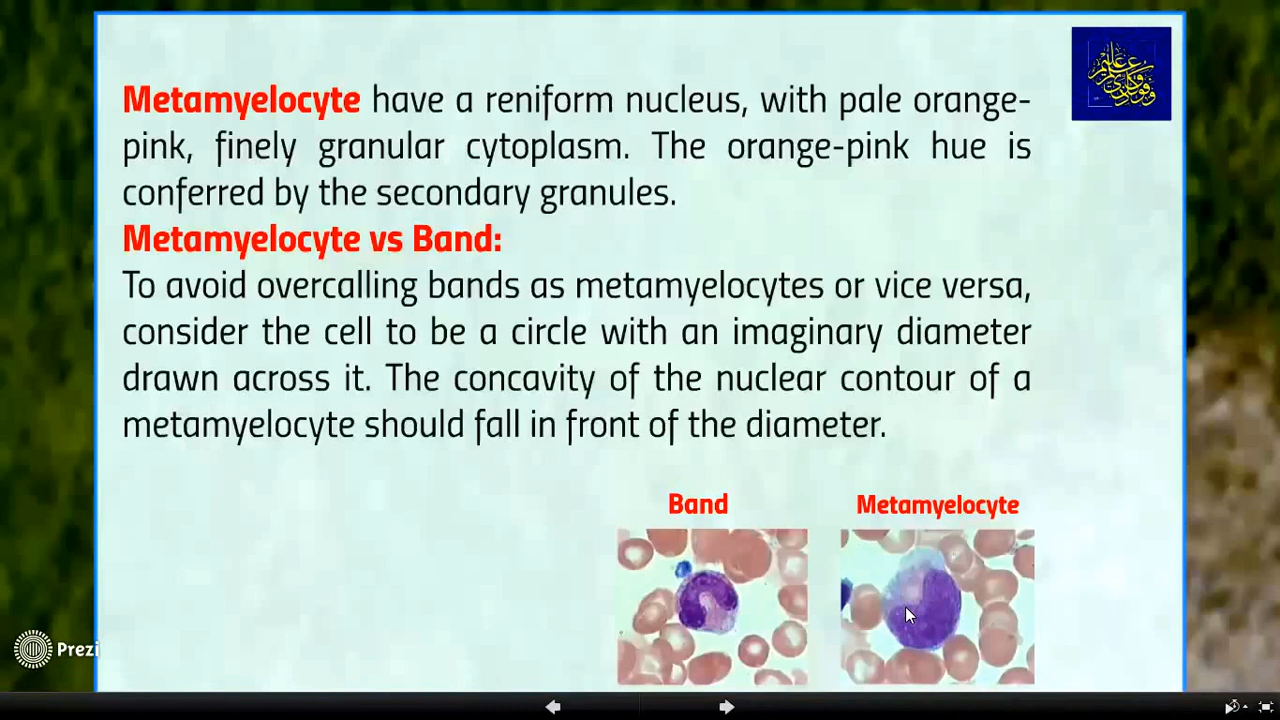 Metamyelocyte have a reniform nucleus, with pale orange-
pink, finely granular cytoplasm. The orange-pink hue is
conferred by the secondary granules.
Metamyelocyte vs Band:
To avoid overcalling bands as metamyelocytes or vice versa,
consider the cell to be a circle with an imaginary diameter
drawn across it. The concavity of the nuclear contour of a
metamyelocyte should fall in front of the diameter.
Band
Metamyelocyte
Prezi